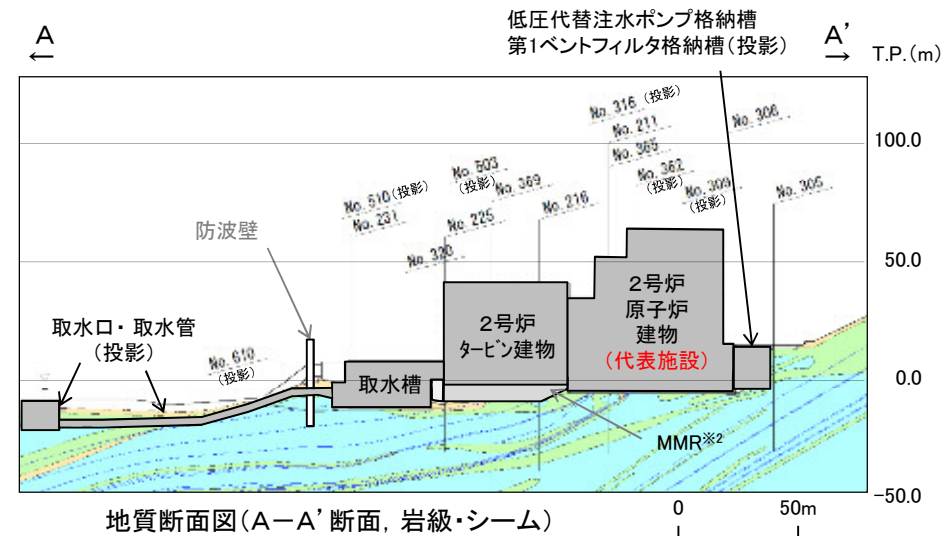 低圧代替注水ポンプ格納槽
第1ベントフィルタ格納槽(投影)
A
←
A'
→
T.P.(m)
No. 316 (投影)
No. 211
No. 365
No. 362
(投影)
No. 309
(投影)
No. 306
No. 305
100.0
No. 603
(投影)
No. 369
No. 216
No. 610 (投影)
No. 231
No. 225
No. 320
防波壁
50.0
2号炉
原子炉
建物
(代表施設)
2号炉
タービン建物
取水口・取水管
(投影)
No. 610
(投影)
取水槽
0.0
MMR※2
-50.0
地質断面図(A-A'断面, 岩級・シーム)
0 50m